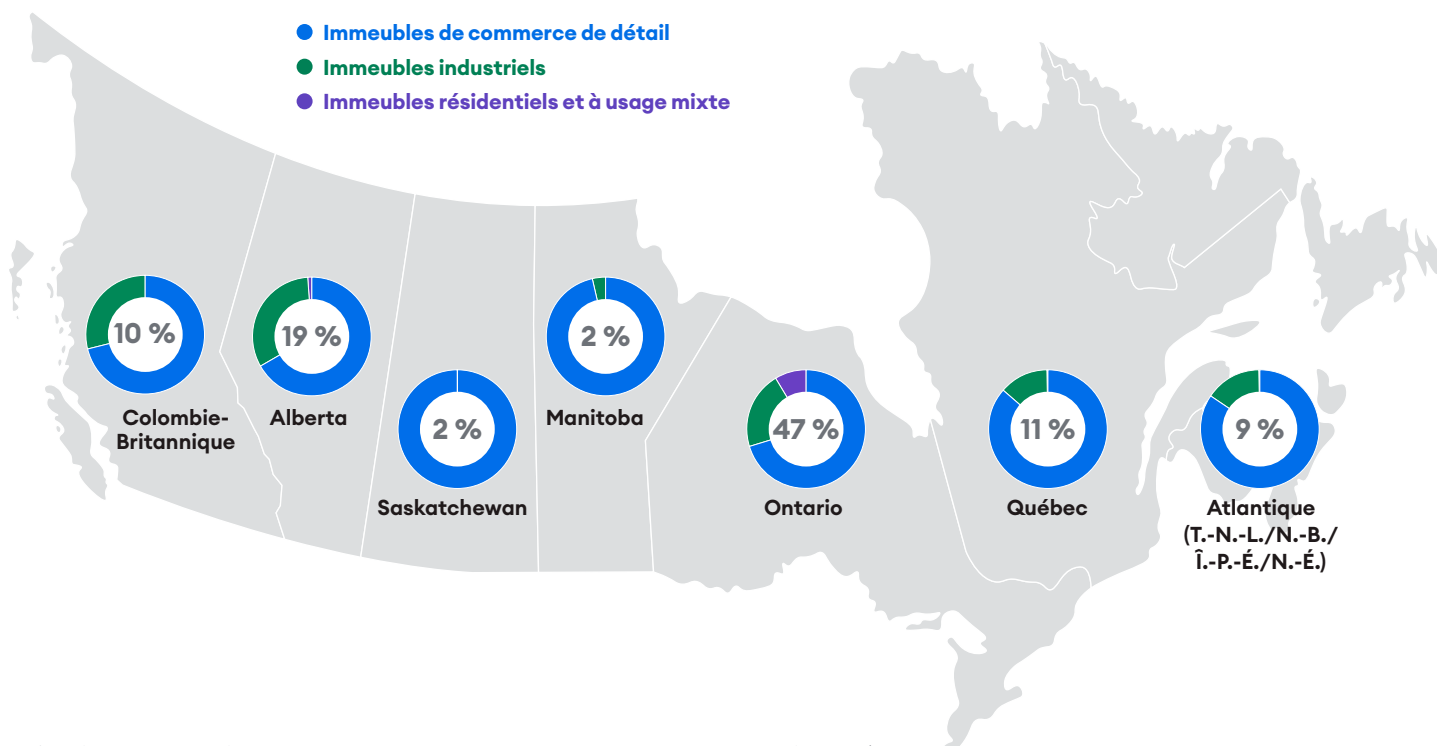 Immeubles de commerce de détail
Immeubles industriels
Immeubles résidentiels et à usage mixte
10 %
Colombie-
Britannique
19 %
Alberta
2 %
Saskatchewan
2 %
Manitoba
47 %
Ontario
11 %
Québec
9 %
Atlantique
(T.-N.-L./N.-B./
Î.-P.-É./N.-É.)